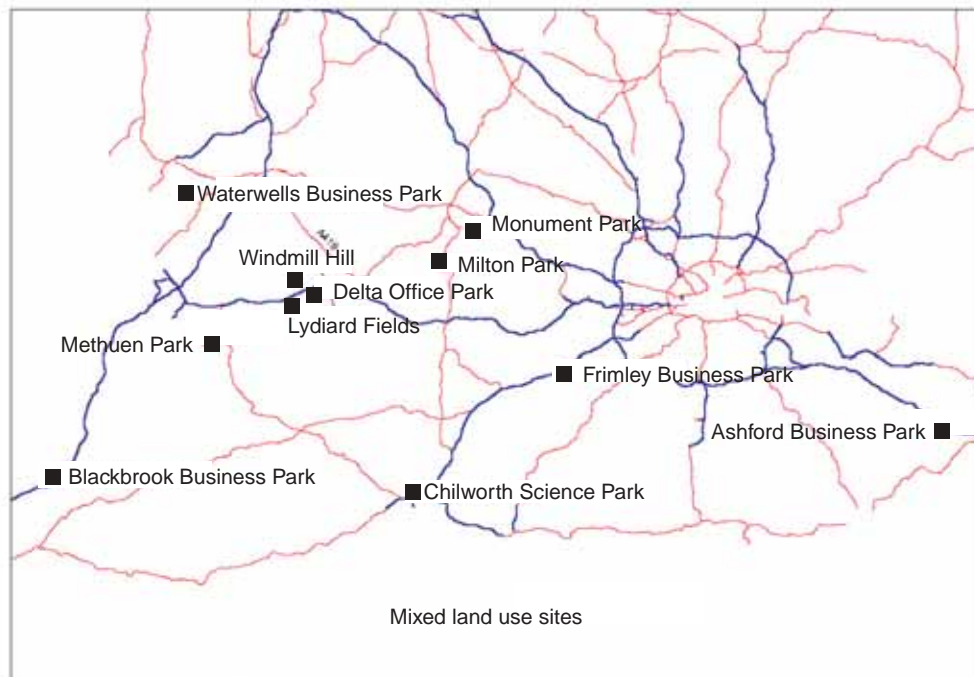 Waterwells Business Park
Monument Park
A419
Windmill Hill
Milton Park
Delta Office Park
Lydiard Fields
Methuen Park
Frimley Business Park
Ashford Business Park
Blackbrook Business Park
Chilworth Science Park
Mixed land use sites